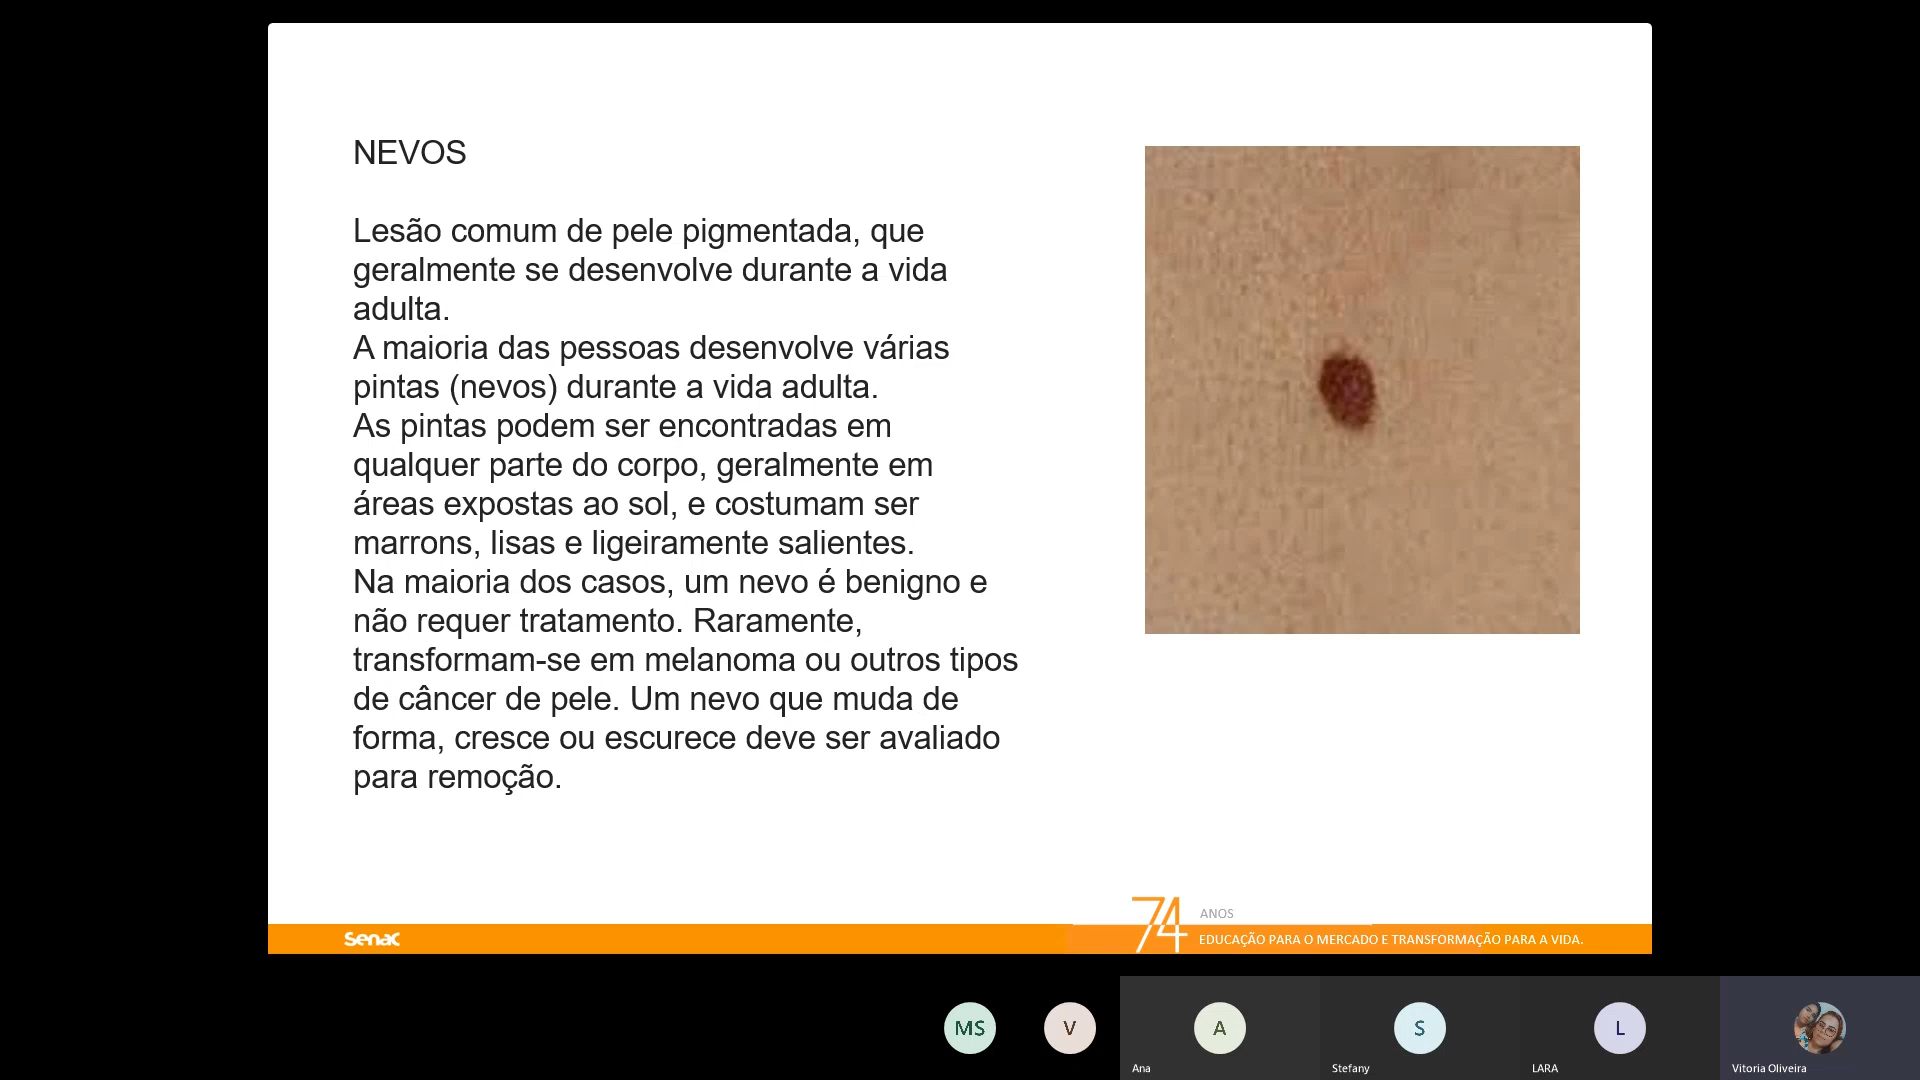 NEVOS
Lesão comum de pele pigmentada, que
geralmente se desenvolve durante a vida
adulta.
A maioria das pessoas desenvolve várias
pintas (nevos) durante a vida adulta.
As pintas podem ser encontradas em
qualquer parte do corpo, geralmente em
áreas expostas ao sol, e costumam ser
marrons, lisas e ligeiramente salientes.
Na maioria dos casos, um nevo é benigno e
não requer tratamento. Raramente,
transformam-se em melanoma ou outros tipos
de câncer de pele. Um nevo que muda de
forma, cresce ou escurece deve ser avaliado
para remoção.
senac
74 ANOS
EDUCAÇÃO PARA O MERCADO E TRANSFORMAÇÃO PARA A VIDA.
MS
V
A
S
L
Ana
Stefany
LARA
Vitoria Oliveira